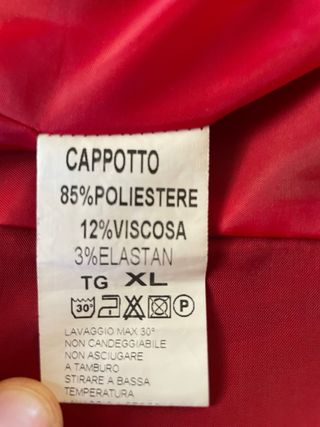 CAPPOTTO
85%POLIESTERE
12%VISCOSA
3%ELASTAN
TG XL
30° P
LAVAGGIO MAX 30°
NON CANDEGGIABILE
NON ASCIUGARE
A TAMBURO
STIRARE A BASSA
TEMPERATURA